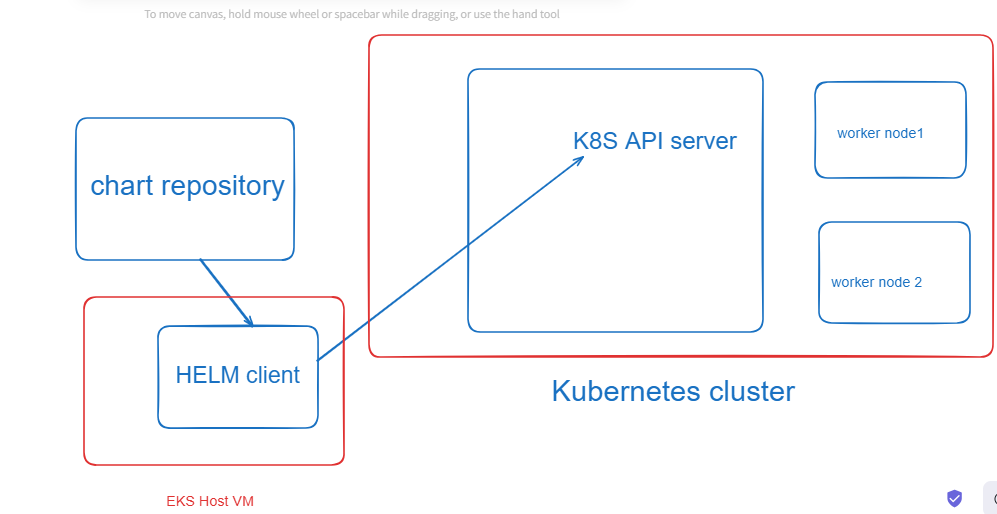 To move canvas, hold mouse wheel or spacebar while dragging, or use the hand tool
chart repository
K8S API server
worker node1
worker node 2
HELM client
Kubernetes cluster
EKS Host VM